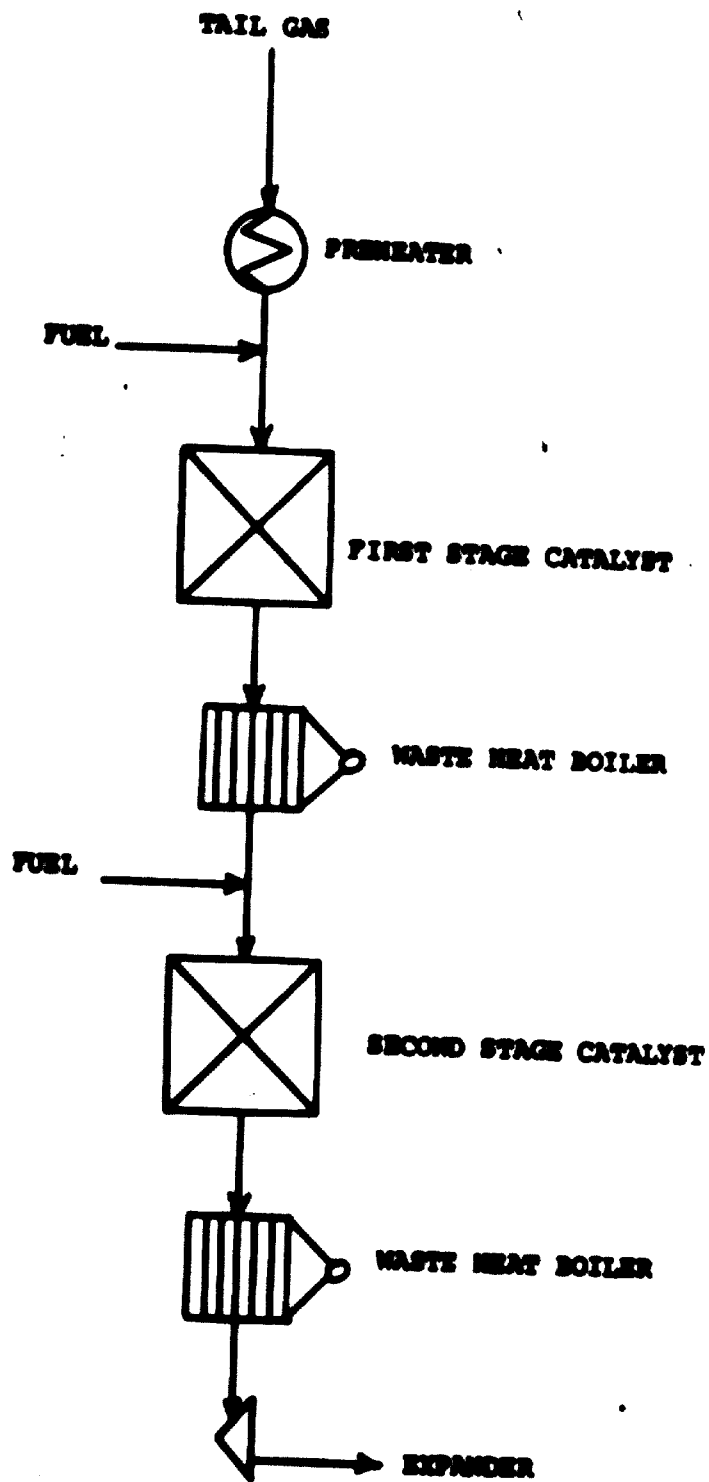 TAIL GAS
PREHEATER
FUEL
FIRST STAGE CATALYST
WASTE HEAT BOILER
FUEL
SECOND STAGE CATALYST
WASTE HEAT BOILER
EXPANDER